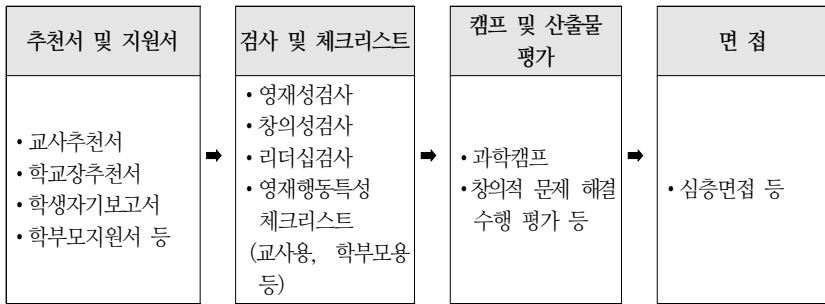 추천서 및 지원서
• 교사추천서
• 학교장추천서
• 학생자기보고서
• 학부모지원서 등
➡
검사 및 체크리스트
• 영재성검사
• 창의성검사
• 리더십검사
• 영재행동특성
체크리스트
(교사용, 학부모용
등)
➡
캠프 및 산출물
평가
• 과학캠프
• 창의적 문제 해결
수행 평가 등
➡
면 접
• 심층면접 등